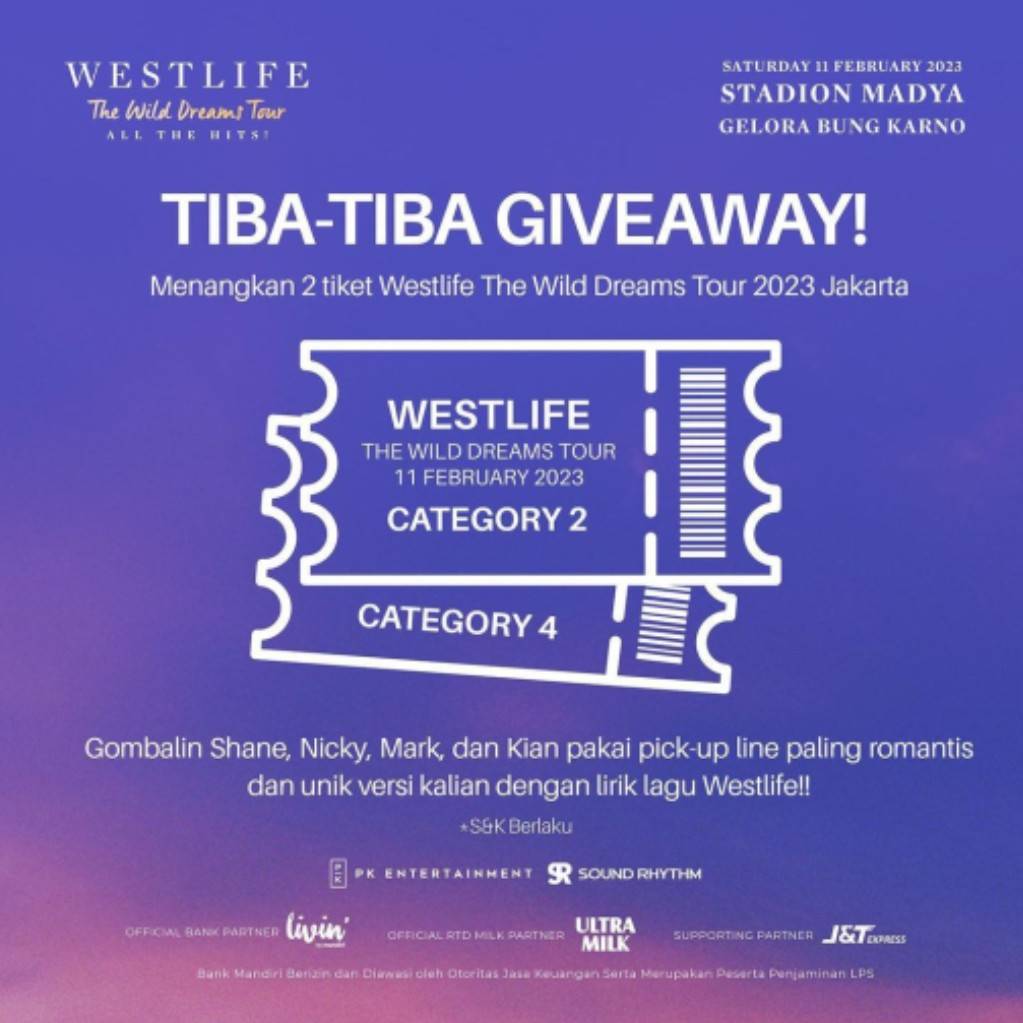 WESTLIFE
The Wild Dreams Tour
ALL THE HITS!
SATURDAY 11 FEBRUARY 2023
STADION MADYA
GELORA BUNG KARNO
TIBA-TIBA GIVEAWAY!
Menangkan 2 tiket Westlife The Wild Dreams Tour 2023 Jakarta
WESTLIFE
THE WILD DREAMS TOUR
11 FEBRUARY 2023
CATEGORY 2
CATEGORY 4
Gombalin Shane, Nicky, Mark, dan Kian pakai pick-up line paling romantis
dan unik versi kalian dengan lirik lagu Westlife!!
*S&K Berlaku
PK ENTERTAINMENT SR SOUND RHYTHM
OFFICIAL BANK PARTNER livin' OFFICIAL RTD MILK PARTNER ULTRA MILK SUPPORTING PARTNER J&T EXPRESS
Bank Mandiri Berizin dan Diawasi oleh Otoritas Jasa Keuangan Serta Merupakan Peserta Penjaminan LPS